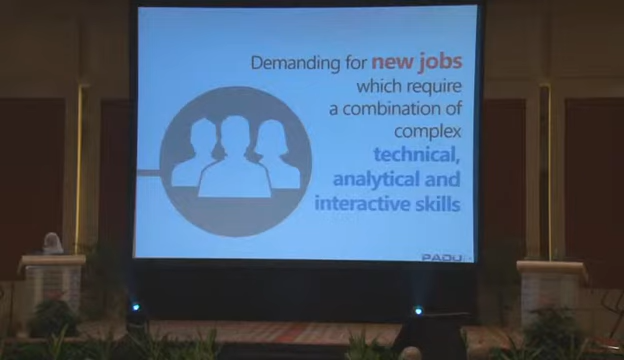 Demanding for new jobs
which require
a combination of
complex
technical,
analytical and
interactive skills
PADU